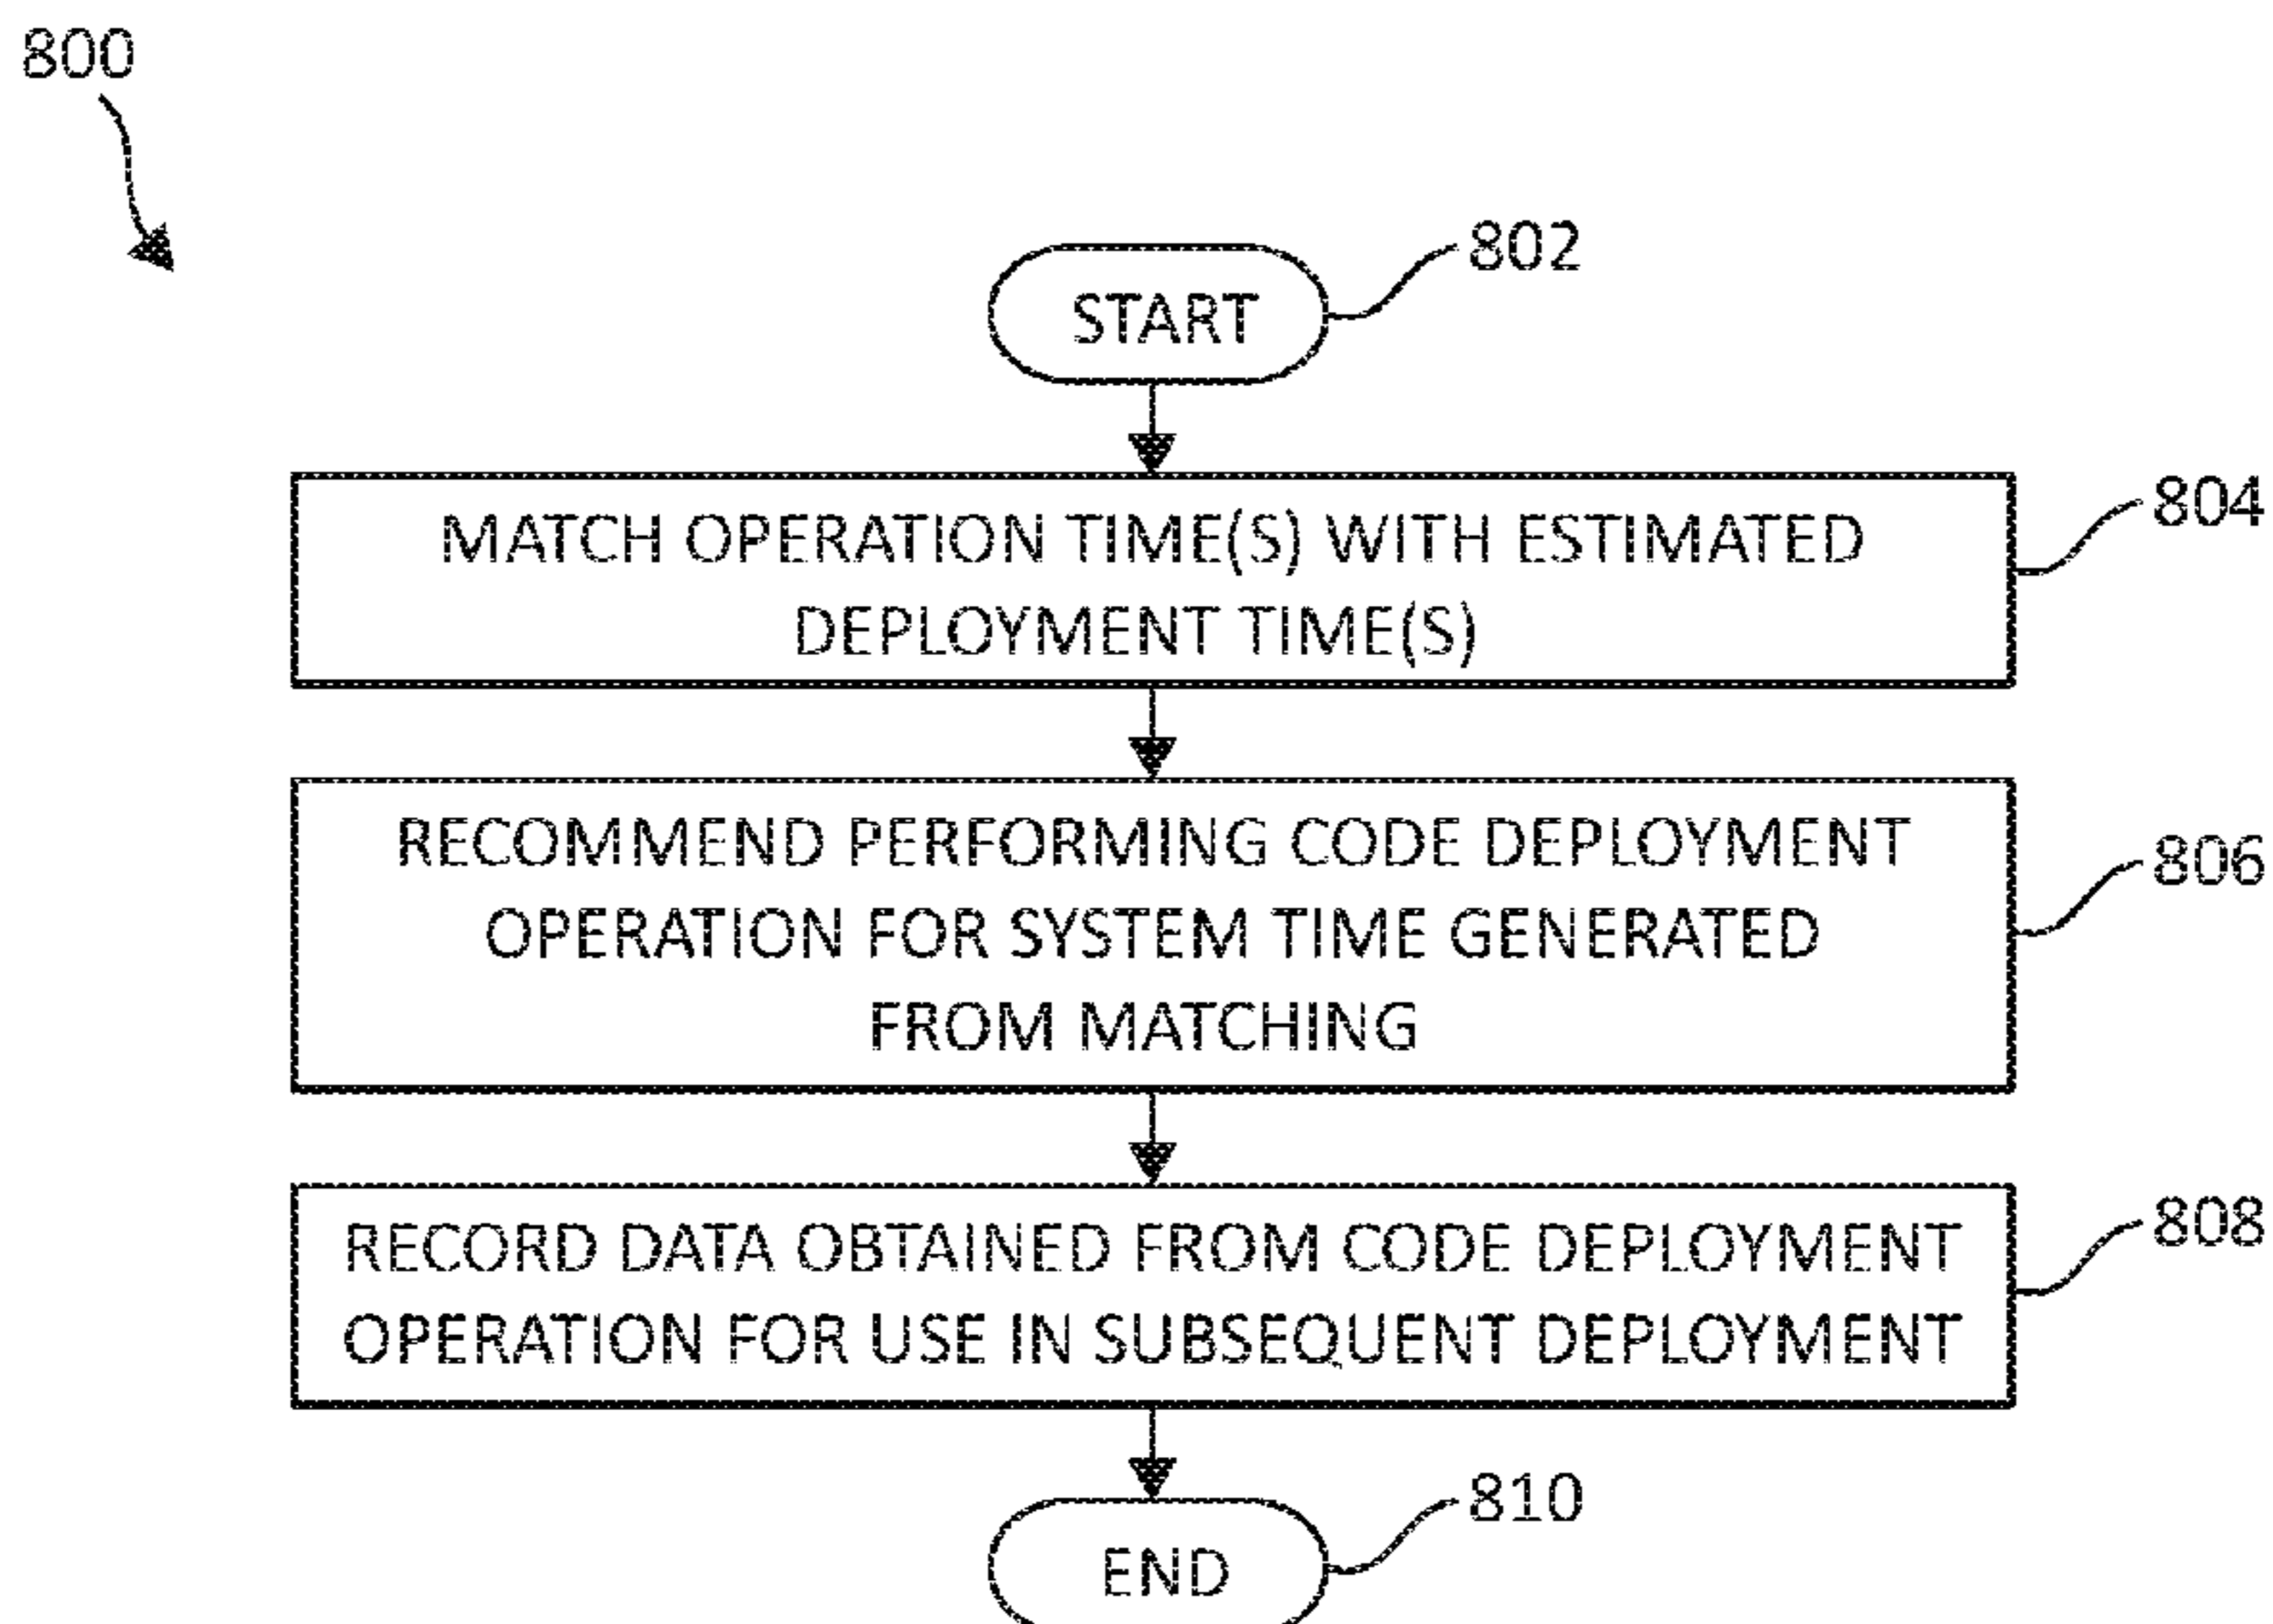 800
802
START
804
MATCH OPERATION TIME(S) WITH ESTIMATED
DEPLOYMENT TIME(S)
806
RECOMMEND PERFORMING CODE DEPLOYMENT
OPERATION FOR SYSTEM TIME GENERATED
FROM MATCHING
808
RECORD DATA OBTAINED FROM CODE DEPLOYMENT
OPERATION FOR USE IN SUBSEQUENT DEPLOYMENT
810
END